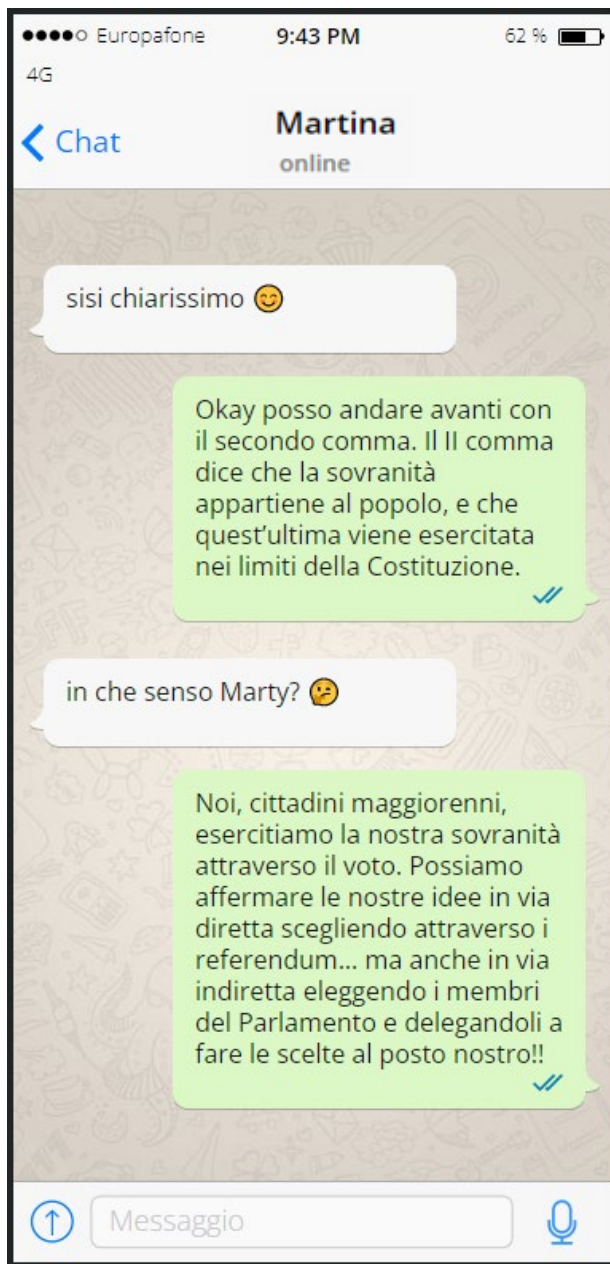 Europafone 9:43 PM 62 %
4G
Chat
Martina
online
sisi chiarissimo 😊
Okay posso andare avanti con
il secondo comma. Il II comma
dice che la sovranità
appartiene al popolo, e che
quest'ultima viene esercitata
nei limiti della Costituzione.
in che senso Marty? 🤔
Noi, cittadini maggiorenni,
esercitiamo la nostra sovranità
attraverso il voto. Possiamo
affermare le nostre idee in via
diretta scegliendo attraverso i
referendum... ma anche in via
indiretta eleggendo i membri
del Parlamento e delegandoli a
fare le scelte al posto nostro!!
Messaggio